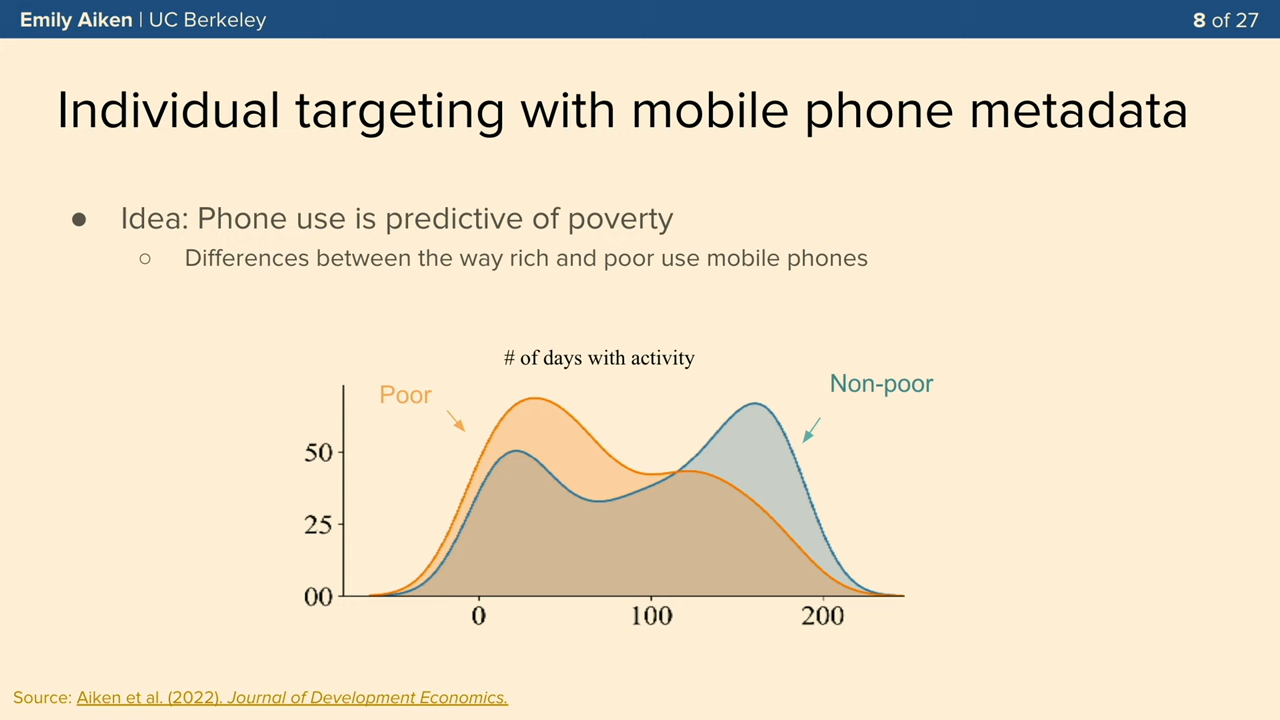 Emily Aiken | UC Berkeley
8 of 27
Individual targeting with mobile phone metadata
● Idea: Phone use is predictive of poverty
○ Differences between the way rich and poor use mobile phones
# of days with activity
Poor
Non-poor
50
25
00
0 100 200
Source: Aiken et al. (2022). Journal of Development Economics.